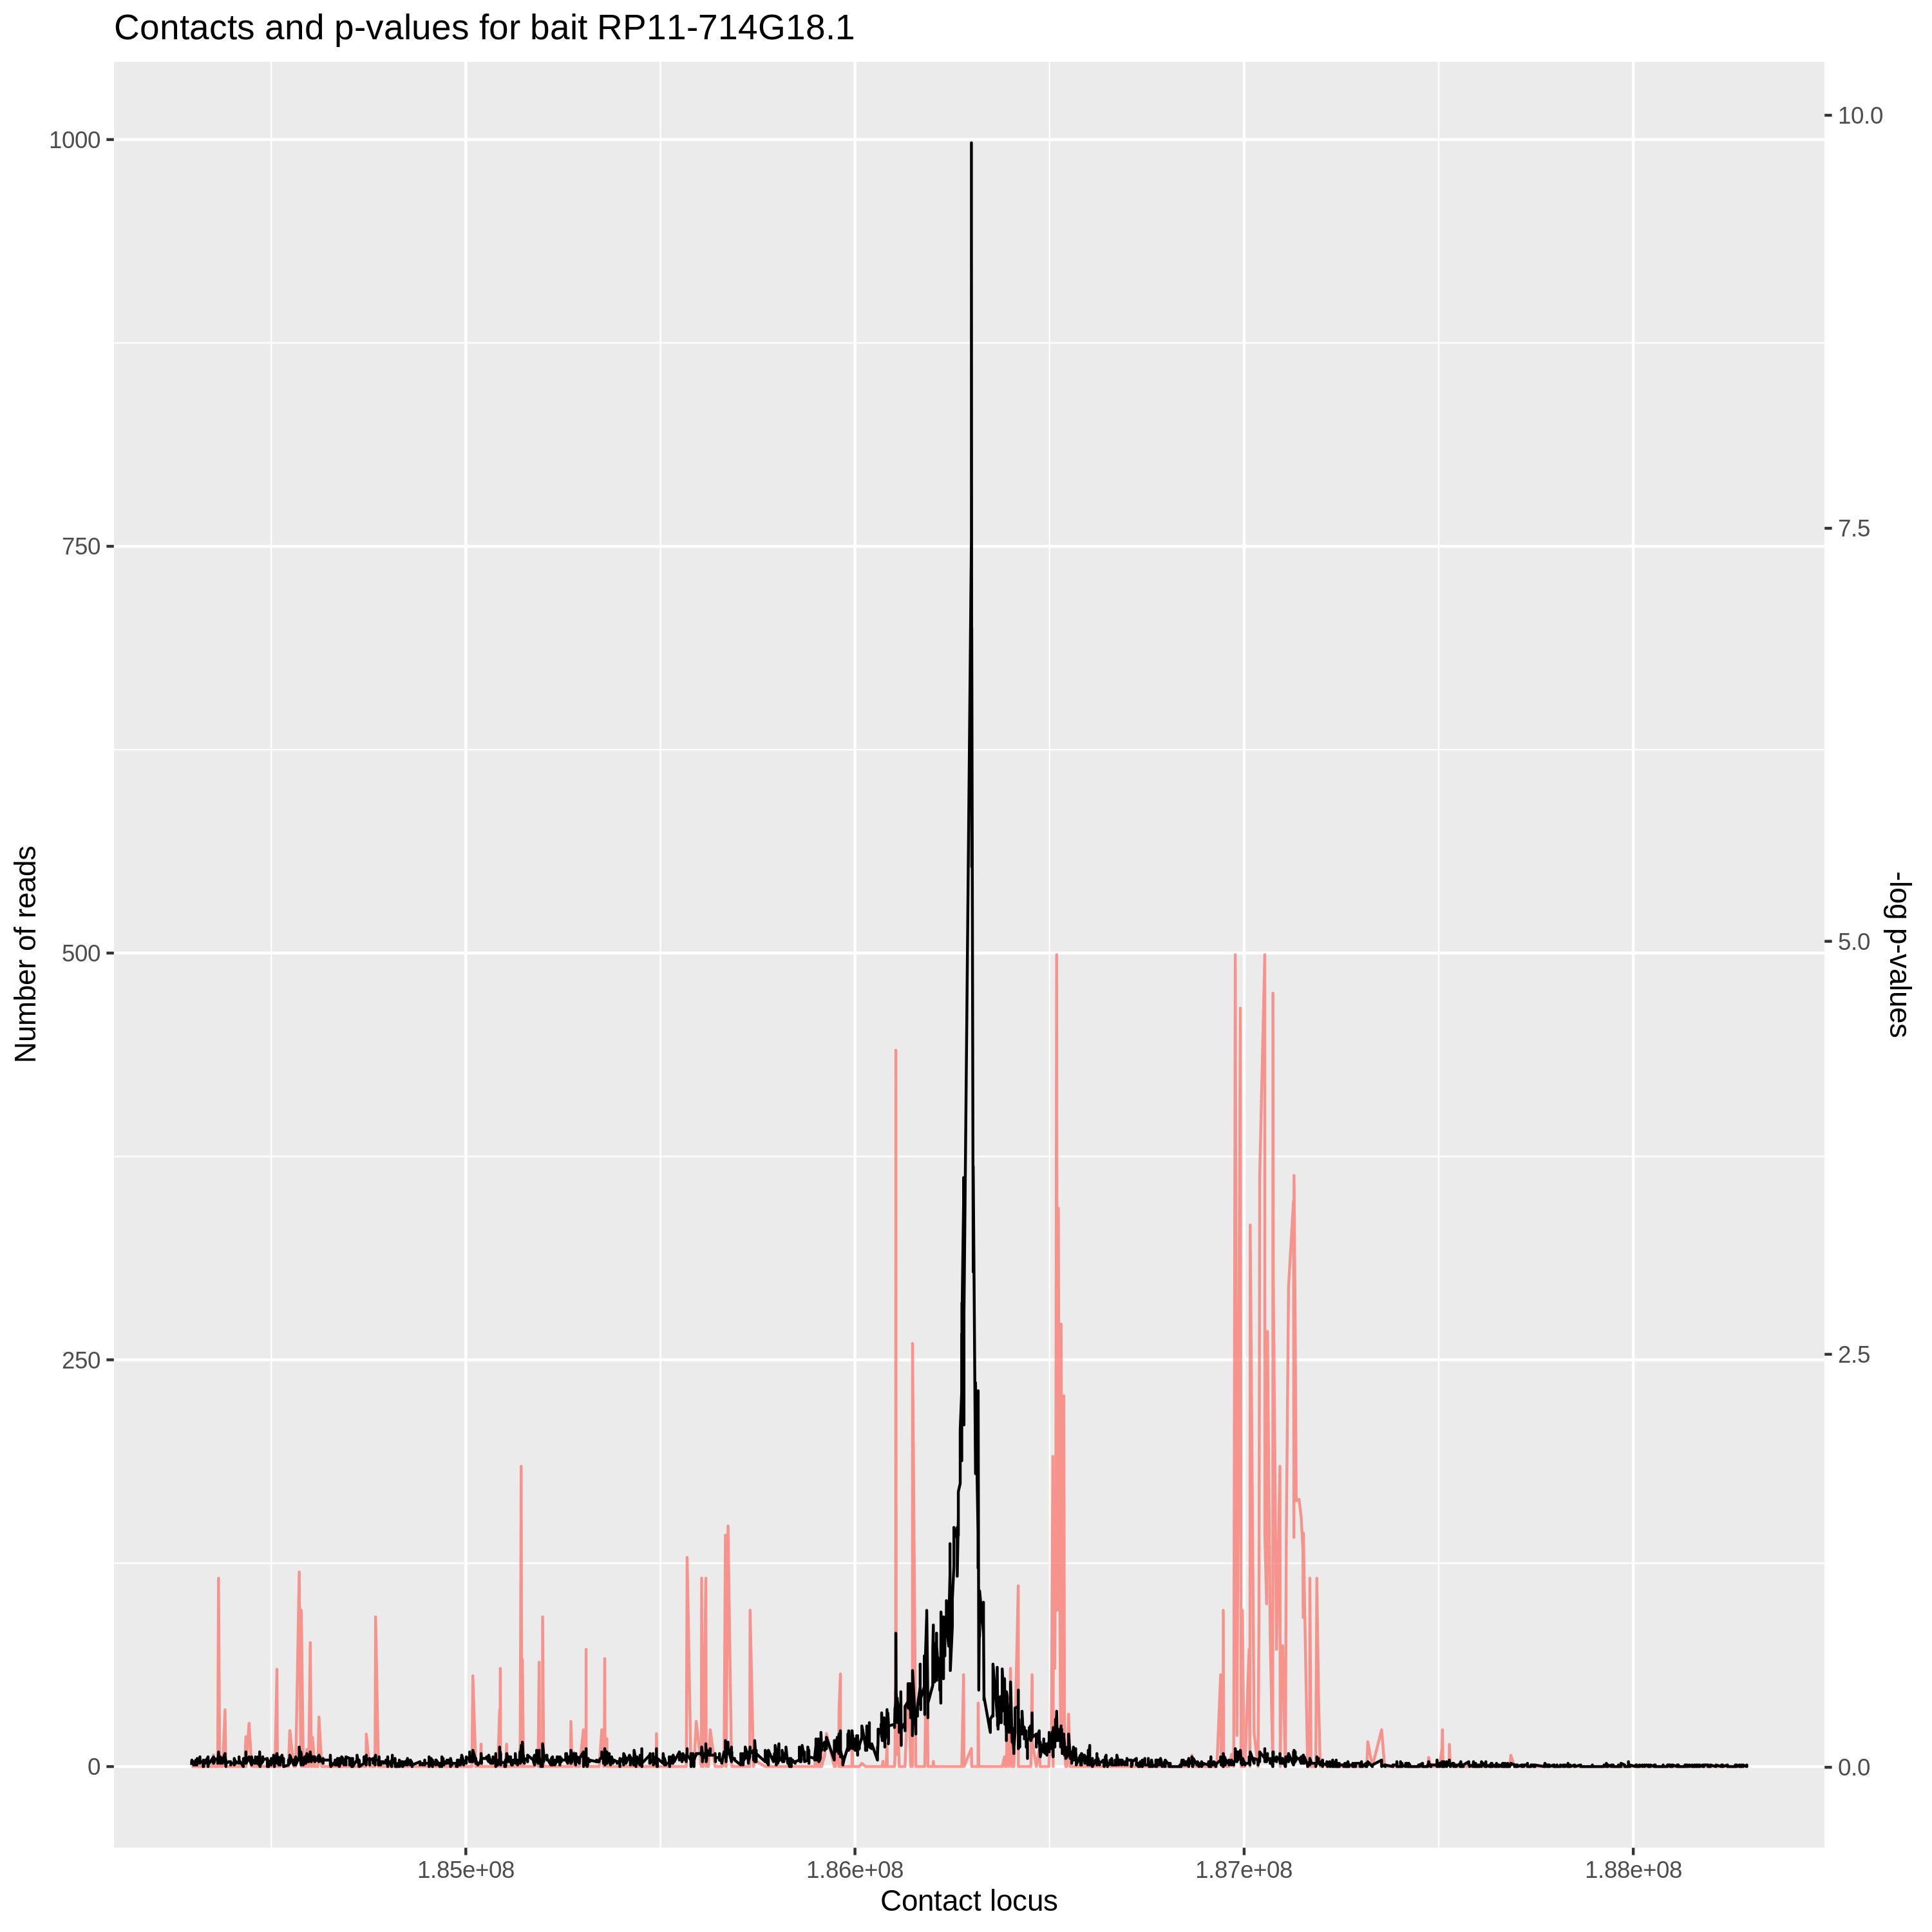 Contacts and p-values for bait RP11-714G18.1
1000
750
500
250
0
Number of reads
10.0
7.5
5.0
2.5
0.0
-log p-values
1.85e+08 1.86e+08 1.87e+08 1.88e+08
Contact locus